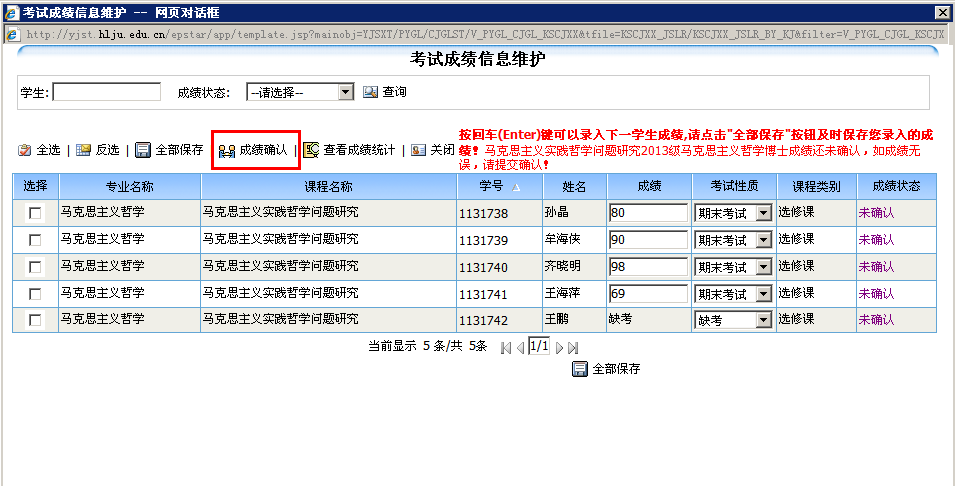 考试成绩信息维护 -- 网页对话框
http://yjst.hlju.edu.cn/epstar/app/template.jsp?mainobj=YJSXT/PYGL/CJGLST/V_PYGL_CJGL_KSCJXX&tfile=KSCJXX_JSLR/KSCJXX_JSLR_BY_KJ&filter=V_PYGL_CJGL_KSCJX
考试成绩信息维护
学生: 成绩状态: --请选择-- 查询
全选 | 反选 | 全部保存 成绩确认 | 查看成绩统计 | 关闭
按回车(Enter)键可以录入下一学生成绩,请点击"全部保存"按钮及时保存您录入的成
绩! 马克思主义实践哲学问题研究2013级马克思主义哲学博士成绩还未确认，如成绩无
误，请提交确认!
选择 专业名称 课程名称 学号 姓名 成绩 考试性质 课程类别 成绩状态
马克思主义哲学 马克思主义实践哲学问题研究 1131738 孙晶 80 期末考试 选修课 未确认
马克思主义哲学 马克思主义实践哲学问题研究 1131739 牟海侠 90 期末考试 选修课 未确认
马克思主义哲学 马克思主义实践哲学问题研究 1131740 齐晓明 98 期末考试 选修课 未确认
马克思主义哲学 马克思主义实践哲学问题研究 1131741 王海萍 69 期末考试 选修课 未确认
马克思主义哲学 马克思主义实践哲学问题研究 1131742 王鹏 缺考 缺考 选修课 未确认
当前显示 5 条/共 5条 1/1
全部保存